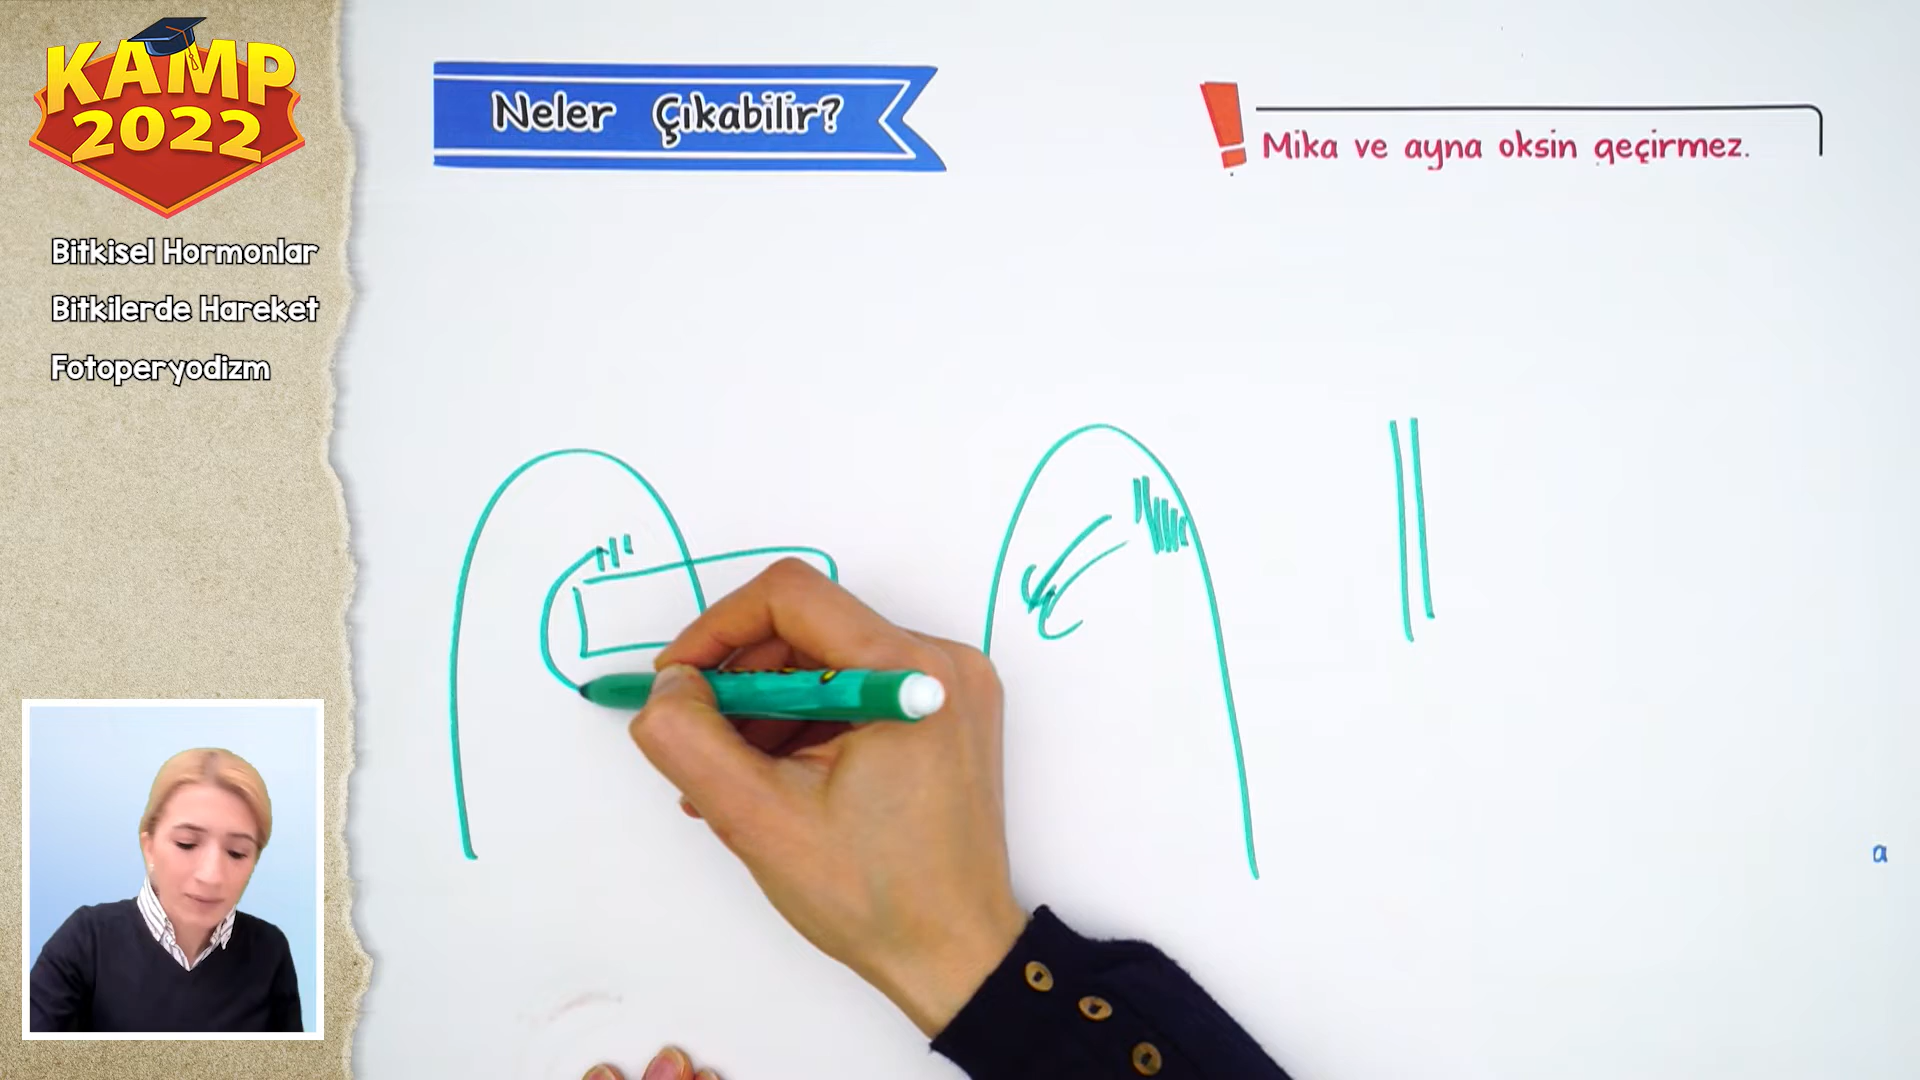 KAMP
2022
Bitkisel Hormonlar
Bitkilerde Hareket
Fotoperyodizm
Neler Çıkabilir?
Mika ve ayna oksin geçirmez.
a